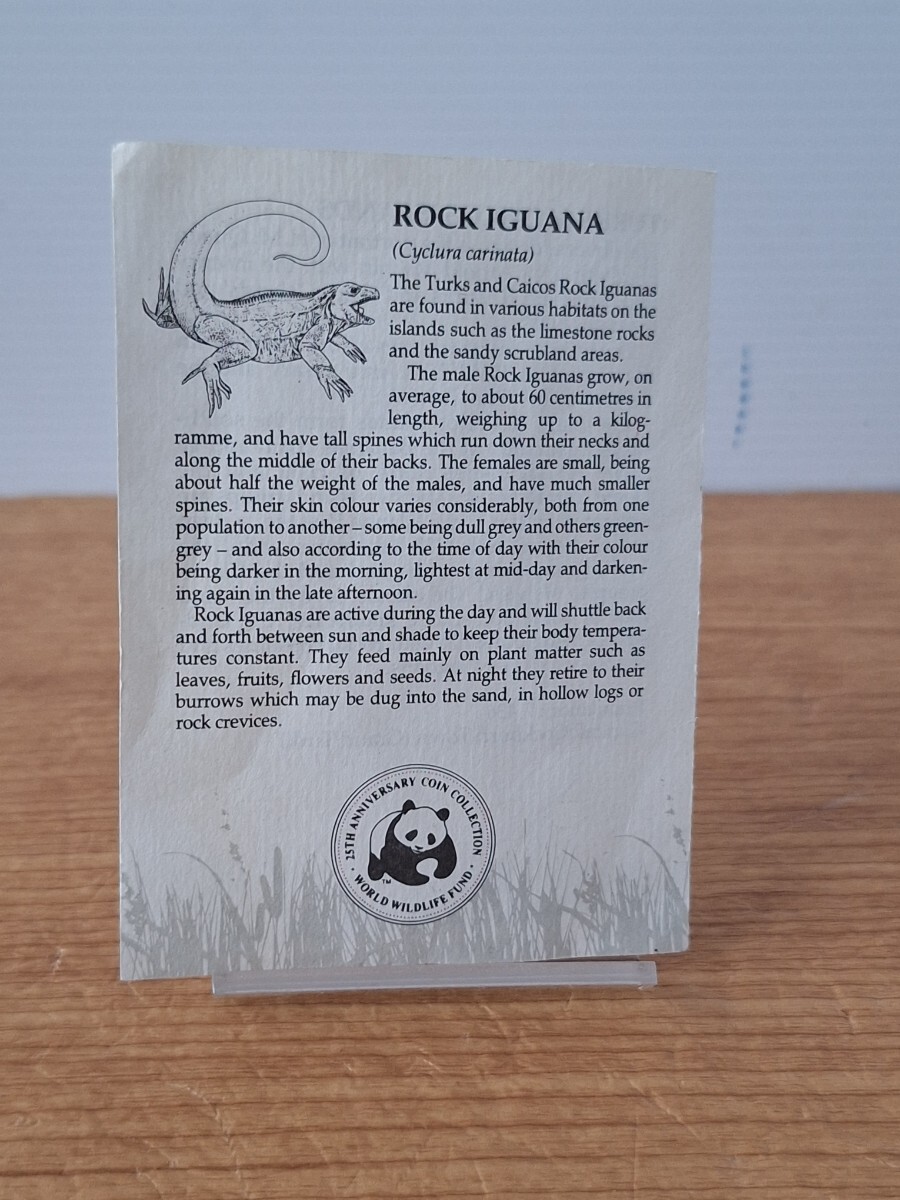 ROCK IGUANA
(Cyclura carinata)
The Turks and Caicos Rock Iguanas
are found in various habitats on the
islands such as the limestone rocks
and the sandy scrubland areas.
The male Rock Iguanas grow, on
average, to about 60 centimetres in
length, weighing up to a kilog-
ramme, and have tall spines which run down their necks and
along the middle of their backs. The females are small, being
about half the weight of the males, and have much smaller
spines. Their skin colour varies considerably, both from one
population to another – some being dull grey and others green-
grey – and also according to the time of day with their colour
being darker in the morning, lightest at mid-day and darken-
ing again in the late afternoon.
Rock Iguanas are active during the day and will shuttle back
and forth between sun and shade to keep their body tempera-
tures constant. They feed mainly on plant matter such as
leaves, fruits, flowers and seeds. At night they retire to their
burrows which may be dug into the sand, in hollow logs or
rock crevices.
· 25TH ANNIVERSARY COIN COLLECTION ·
TM
WORLD WILDLIFE FUND